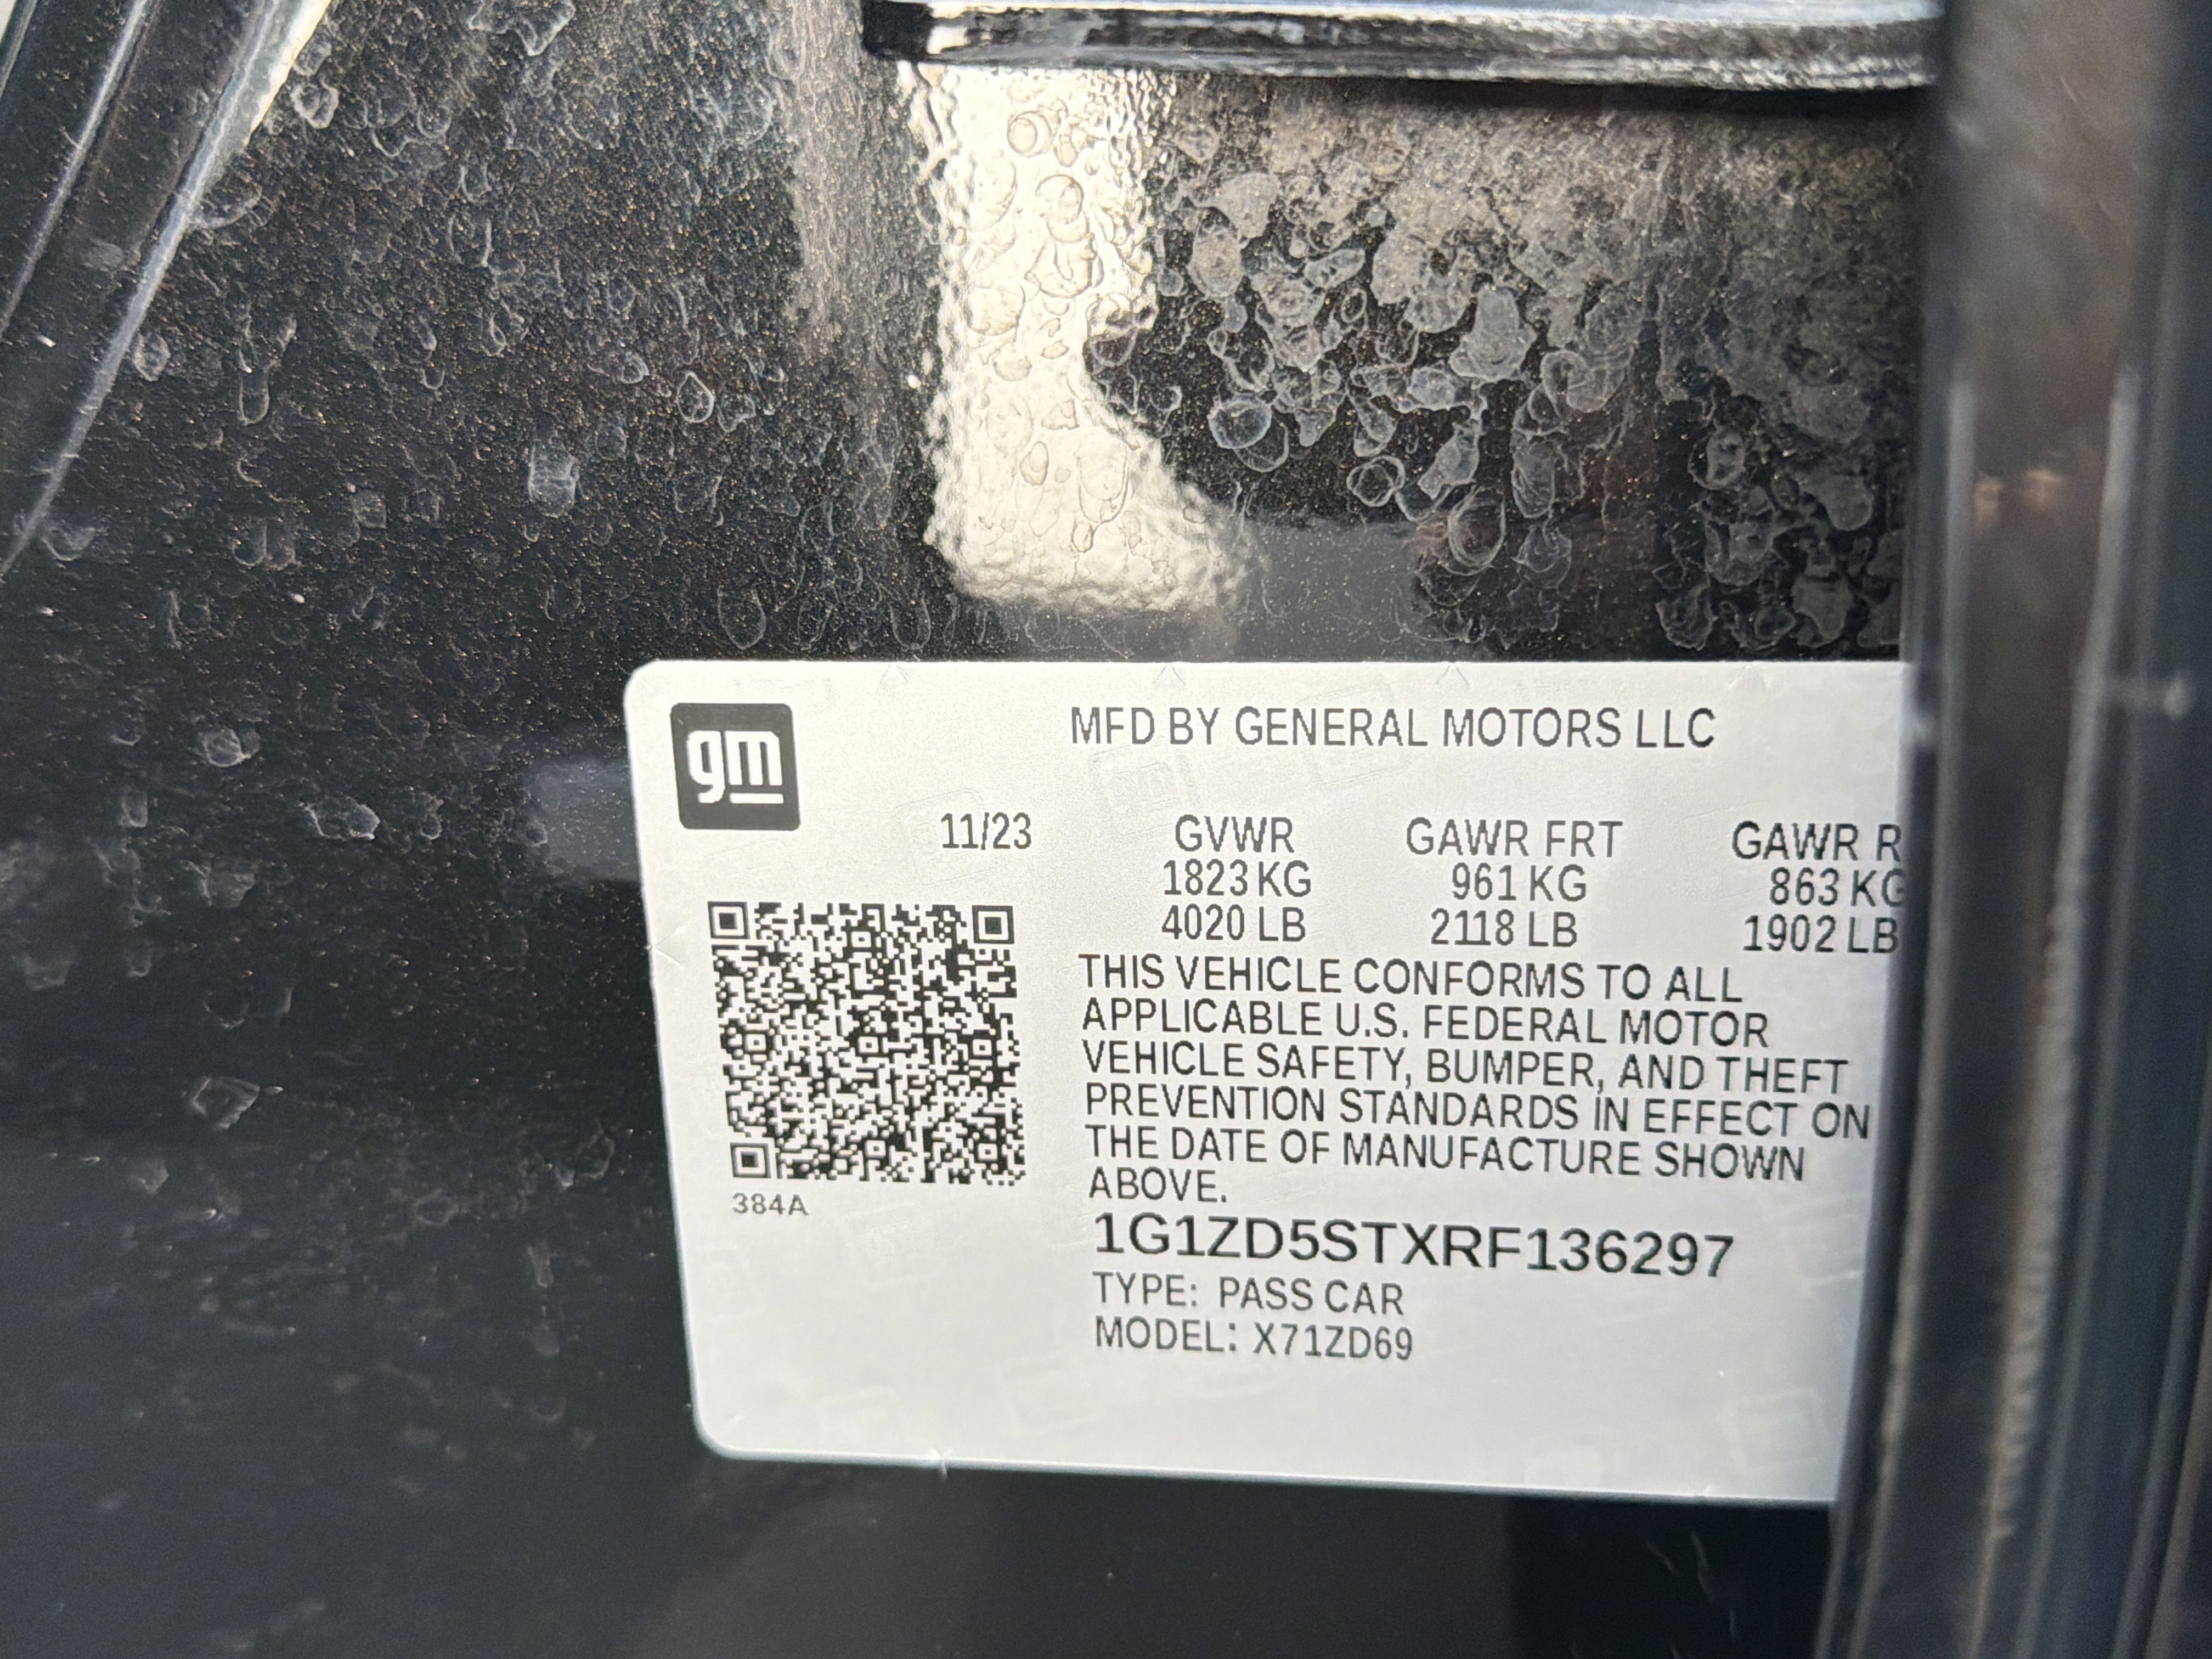 gm
MFD BY GENERAL MOTORS LLC
11/23 GVWR GAWR FRT GAWR R
1823 KG 961 KG 863 KG
4020 LB 2118 LB 1902 LB
THIS VEHICLE CONFORMS TO ALL
APPLICABLE U.S. FEDERAL MOTOR
VEHICLE SAFETY, BUMPER, AND THEFT
PREVENTION STANDARDS IN EFFECT ON
THE DATE OF MANUFACTURE SHOWN
ABOVE.
384A
1G1ZD5STXRF136297
TYPE: PASS CAR
MODEL: X71ZD69